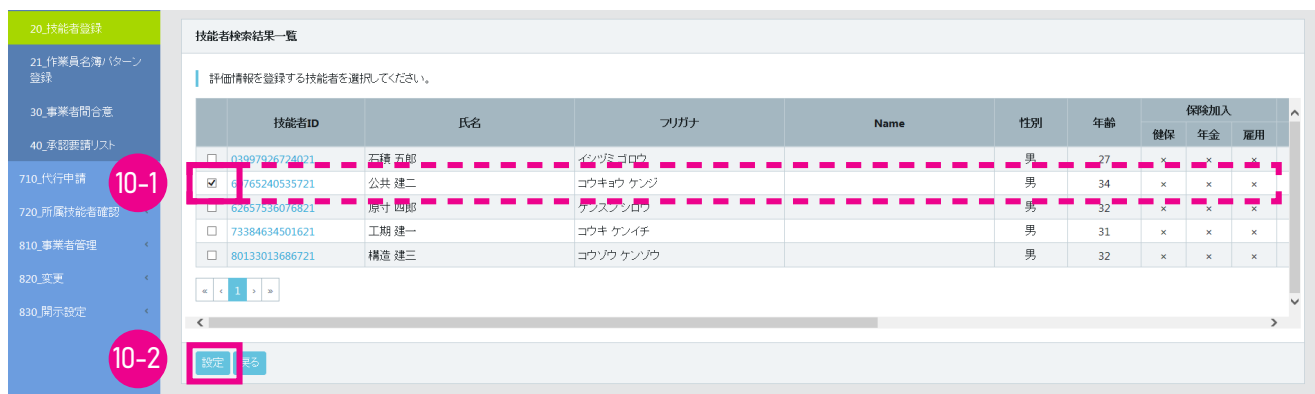 20_技能者登録
21_作業員名簿パターン
登録
30_事業者間合意
40_承認要請リスト
710_代行申請
720_所属技能者確認
810_事業者管理
820_変更
830_開示設定
10-1
10-2
技能者検索結果一覧
評価情報を登録する技能者を選択してください。
技能者ID 氏名 フリガナ Name 性別 年齢 保険加入
健保 年金 雇用
03997926724021 石積 五郎 イシヅミ ゴロウ 男 27 × × ×
765240535721 公共 建二 コウキョウ ケンジ 男 34 × × ×
62657536076821 原寸 四郎 ゲンスン シロウ 男 32 × × ×
73384634501621 工期 建一 コウキ ケンイチ 男 31 × × ×
80133013686721 構造 建三 コウゾウ ケンゾウ 男 32 × × ×
« ‹ 1 › »
設定 戻る